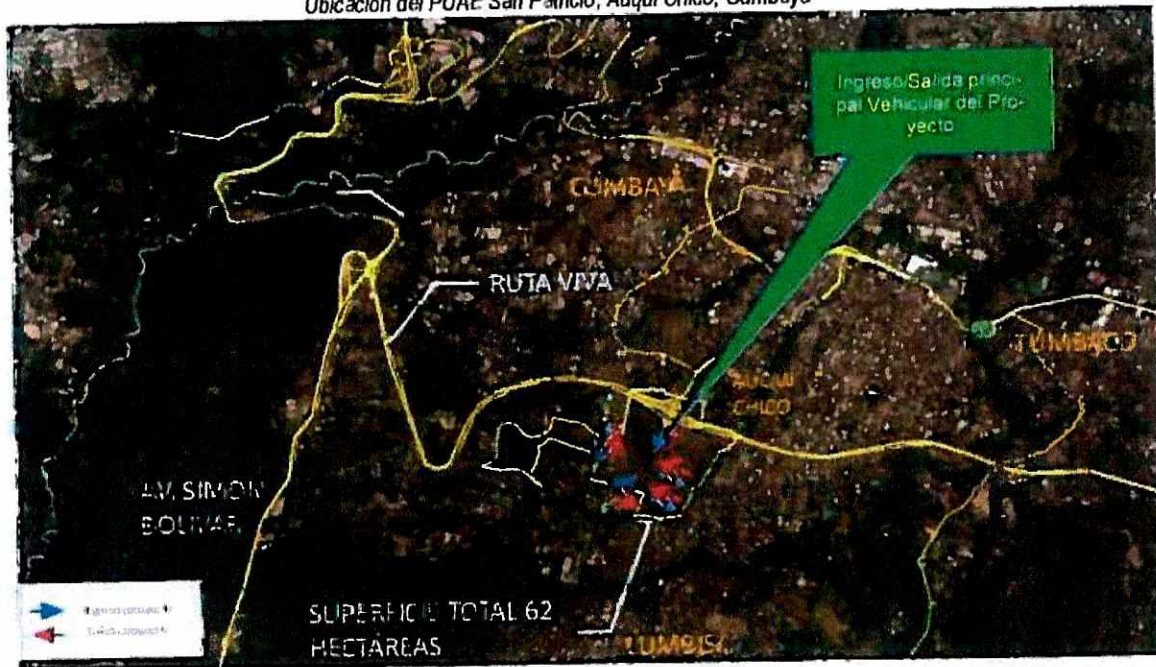 Ubicación del PUAE San Patricio, Auqui Chico, Cumbayá
Ingreso/Salida princi-
pal Vehicular del Pro-
yecto
CUMBAYÁ
RUTA VIVA
TUMBACO
AUQUI
CHICO
AV. SIMON
BOLIVAR
SUPERFICIE TOTAL 62
HECTÁREAS
LUMBISÍ